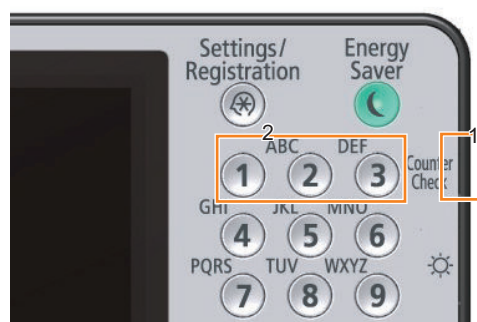 Settings/ Energy
Registration Saver
2
ABC DEF
1
1 2 3
Counter
Check
GHI JKL MNO
4 5 6
PQRS TUV WXYZ
7 8 9